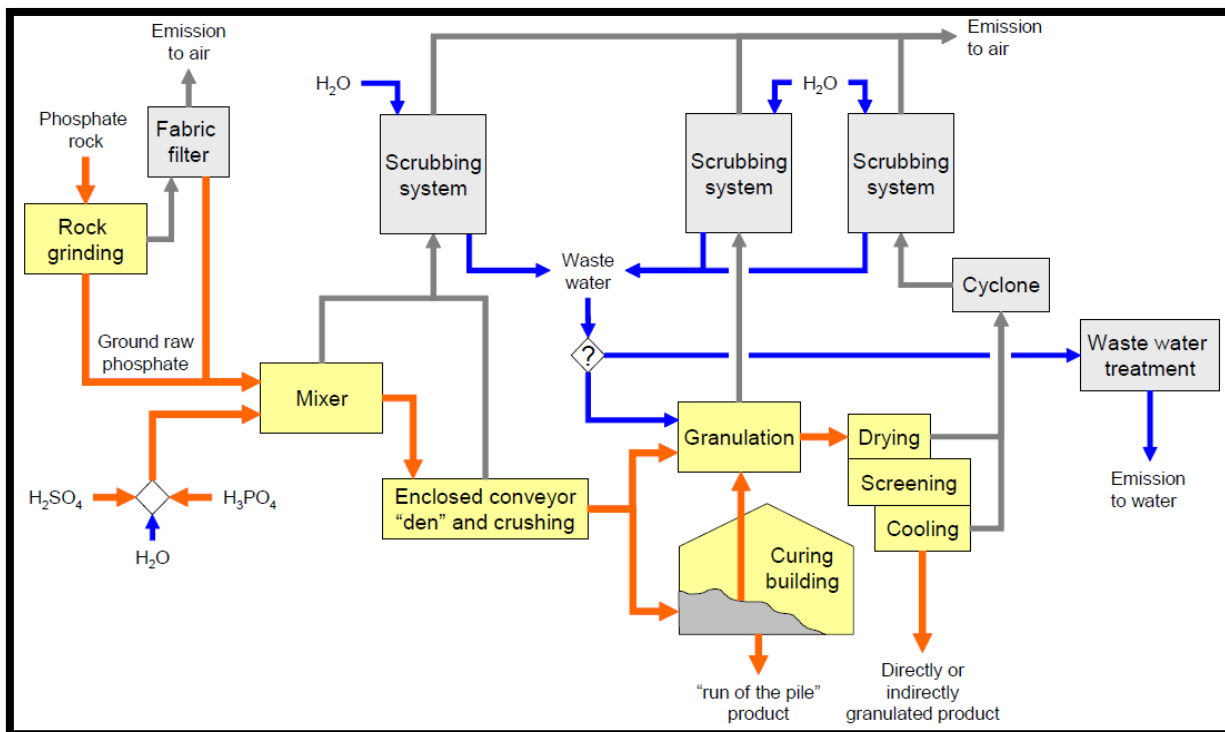 Emission
to air
Emission
to air
H₂O
H₂O
Phosphate
rock
Fabric
filter
Scrubbing
system
Scrubbing
system
Scrubbing
system
Rock
grinding
Waste
water
Cyclone
Ground raw
phosphate
?
Waste water
treatment
Mixer
Granulation
Drying
Screening
Cooling
H₂SO₄
H₃PO₄
H₂O
Enclosed conveyor
“den” and crushing
Emission
to water
Curing
building
“run of the pile”
product
Directly or
indirectly
granulated product